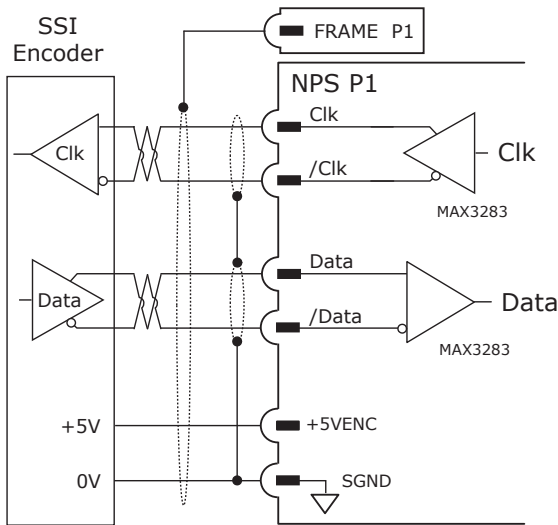 SSI
Encoder
FRAME P1
NPS P1
Clk
Clk
Clk
/Clk
MAX3283
Data
Data
Data
/Data
MAX3283
+5V
+5VENC
0V
SGND